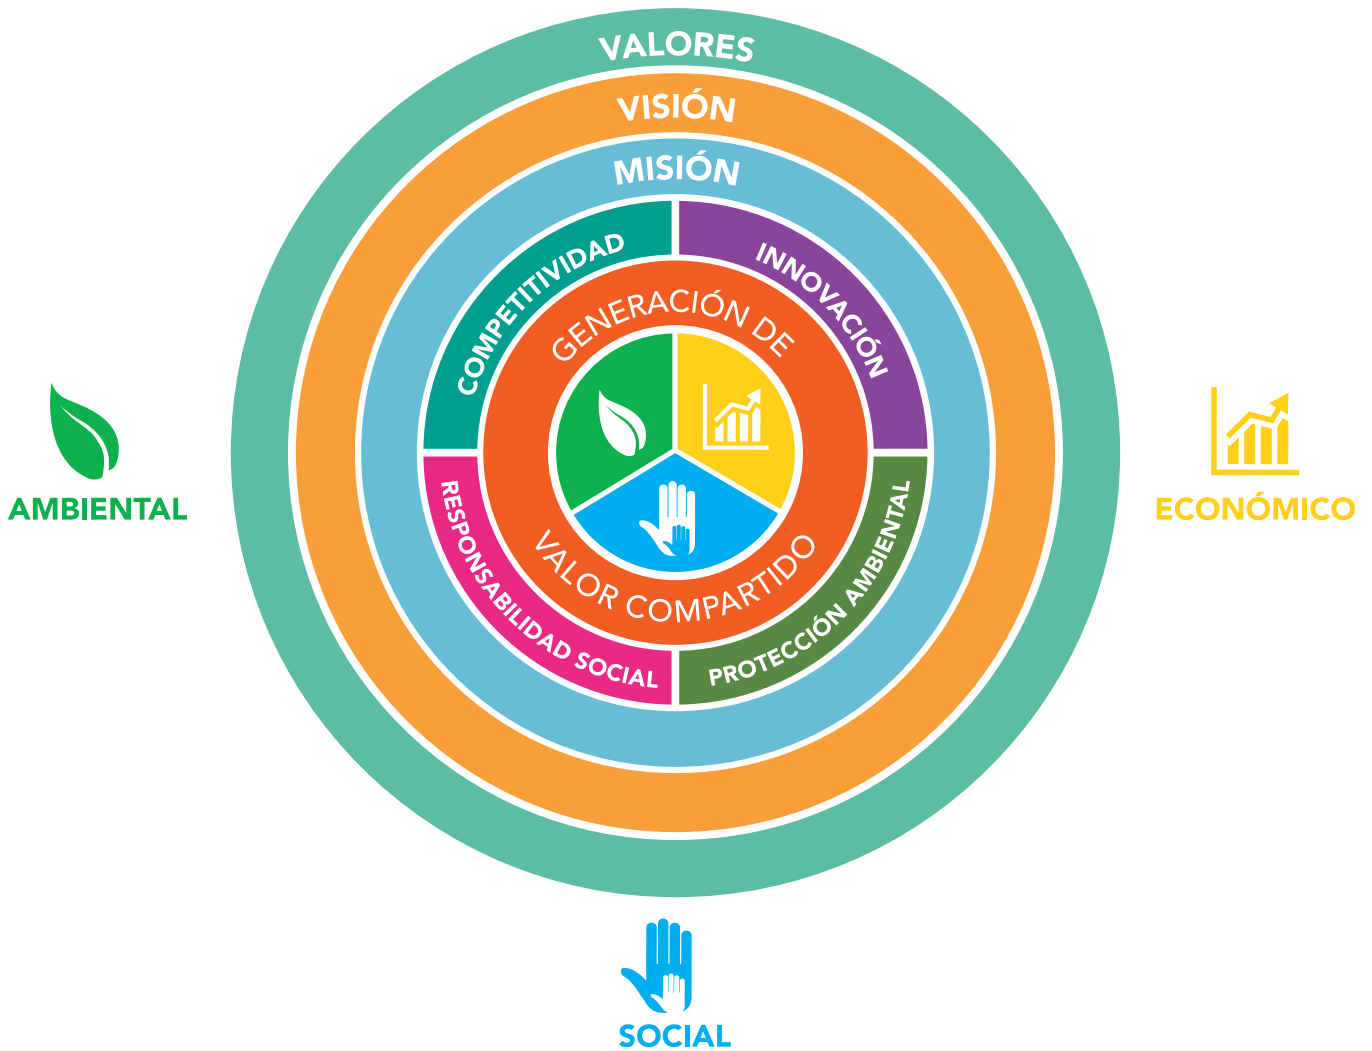 VALORES
VISIÓN
MISIÓN
COMPETITIVIDAD
INNOVACIÓN
GENERACIÓN DE
VALOR COMPARTIDO
RESPONSABILIDAD SOCIAL
PROTECCIÓN AMBIENTAL
AMBIENTAL
ECONÓMICO
SOCIAL